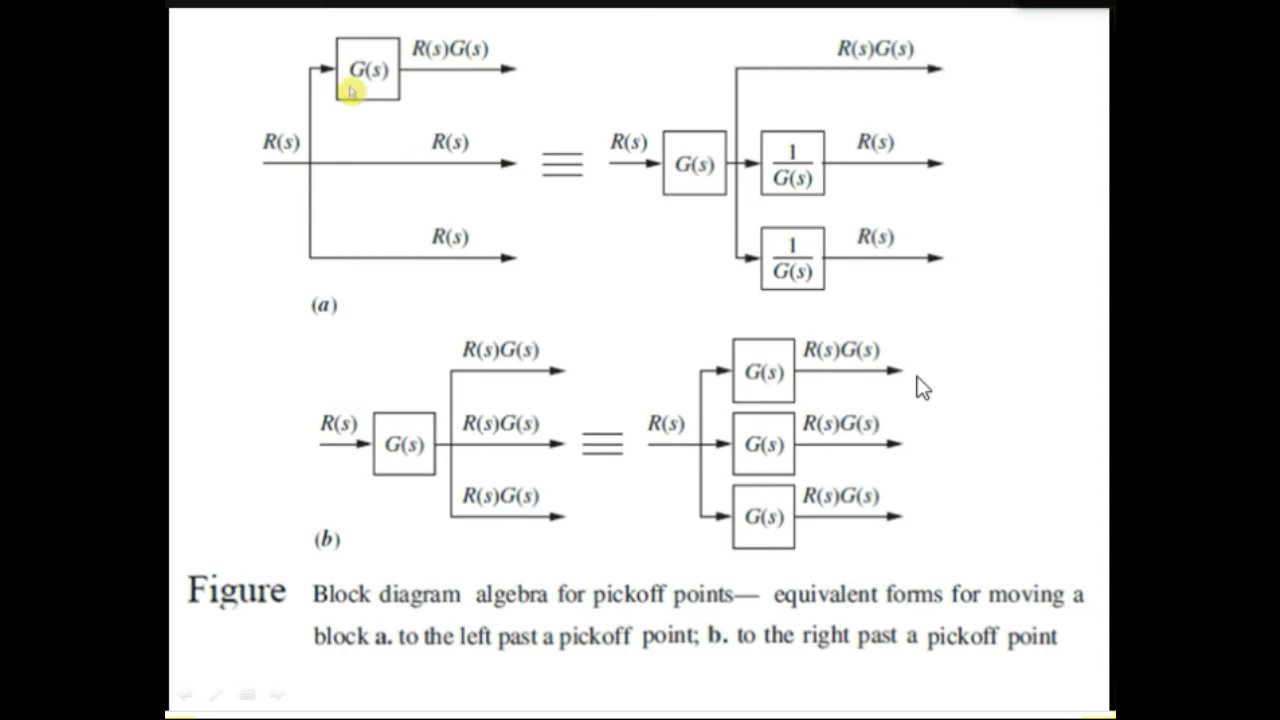 R(s)G(s)
G(s)
R(s)
R(s)
R(s)
(a)
R(s)G(s)
R(s)
G(s)
1
G(s)
R(s)
1
G(s)
R(s)
R(s)
G(s)
R(s)G(s)
R(s)G(s)
R(s)G(s)
(b)
R(s)
G(s)
R(s)G(s)
G(s)
R(s)G(s)
G(s)
R(s)G(s)
Figure Block diagram algebra for pickoff points— equivalent forms for moving a
block a. to the left past a pickoff point; b. to the right past a pickoff point